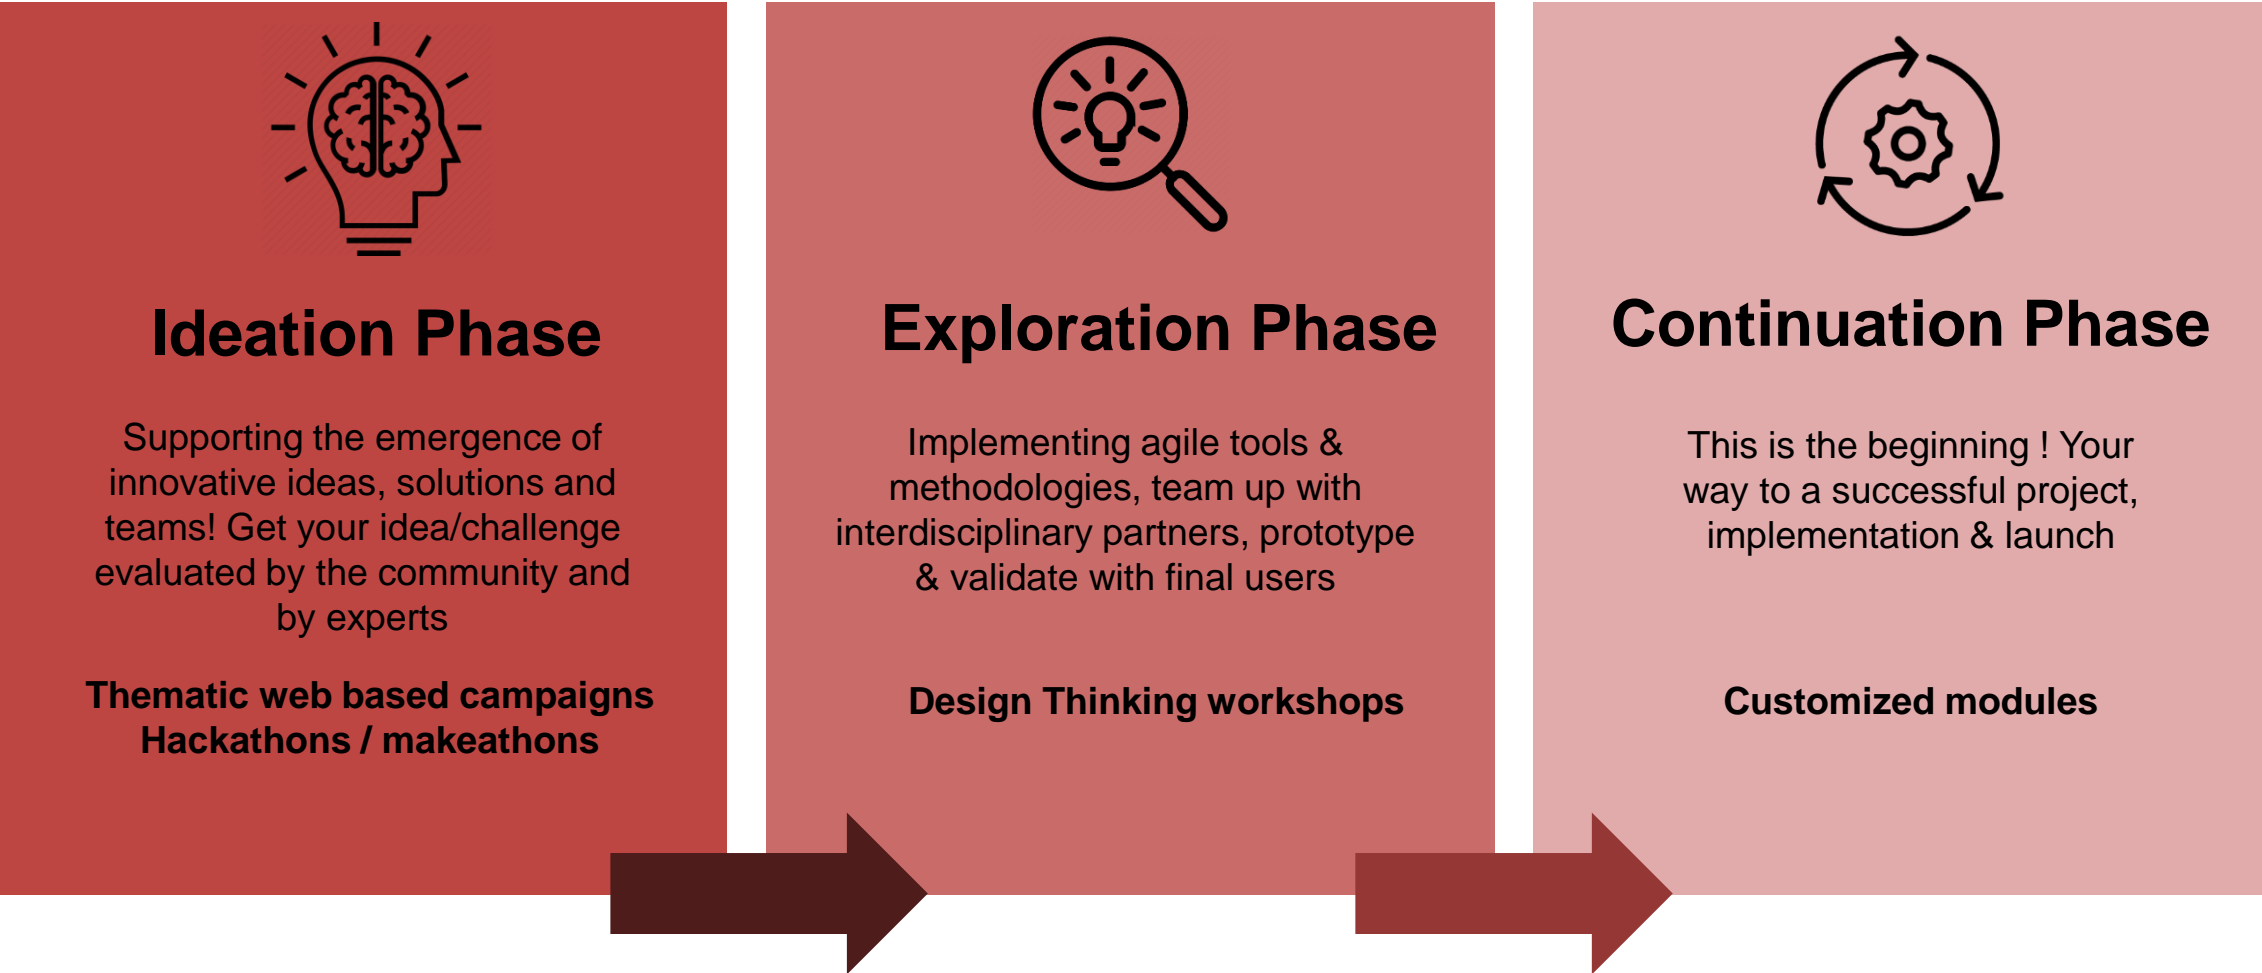 Ideation Phase
Supporting the emergence of
innovative ideas, solutions and
teams! Get your idea/challenge
evaluated by the community and
by experts
Thematic web based campaigns
Hackathons / makeathons
Exploration Phase
Implementing agile tools &
methodologies, team up with
interdisciplinary partners, prototype
& validate with final users
Design Thinking workshops
Continuation Phase
This is the beginning ! Your
way to a successful project,
implementation & launch
Customized modules